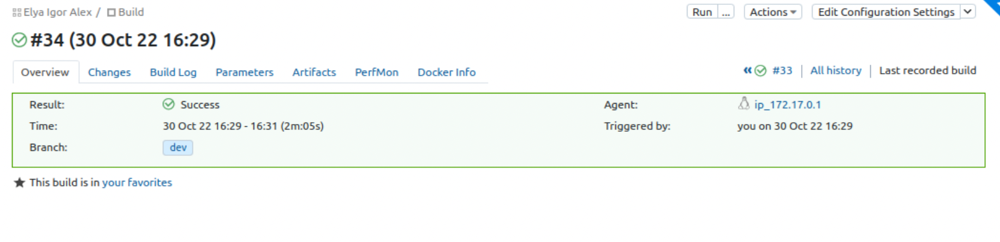 Elya Igor Alex / Build Run ... Actions Edit Configuration Settings
#34 (30 Oct 22 16:29)
Overview Changes Build Log Parameters Artifacts PerfMon Docker Info « #33 | All history | Last recorded build
Result: Success Agent: ip_172.17.0.1
Time: 30 Oct 22 16:29 - 16:31 (2m:05s) Triggered by: you on 30 Oct 22 16:29
Branch: dev
This build is in your favorites